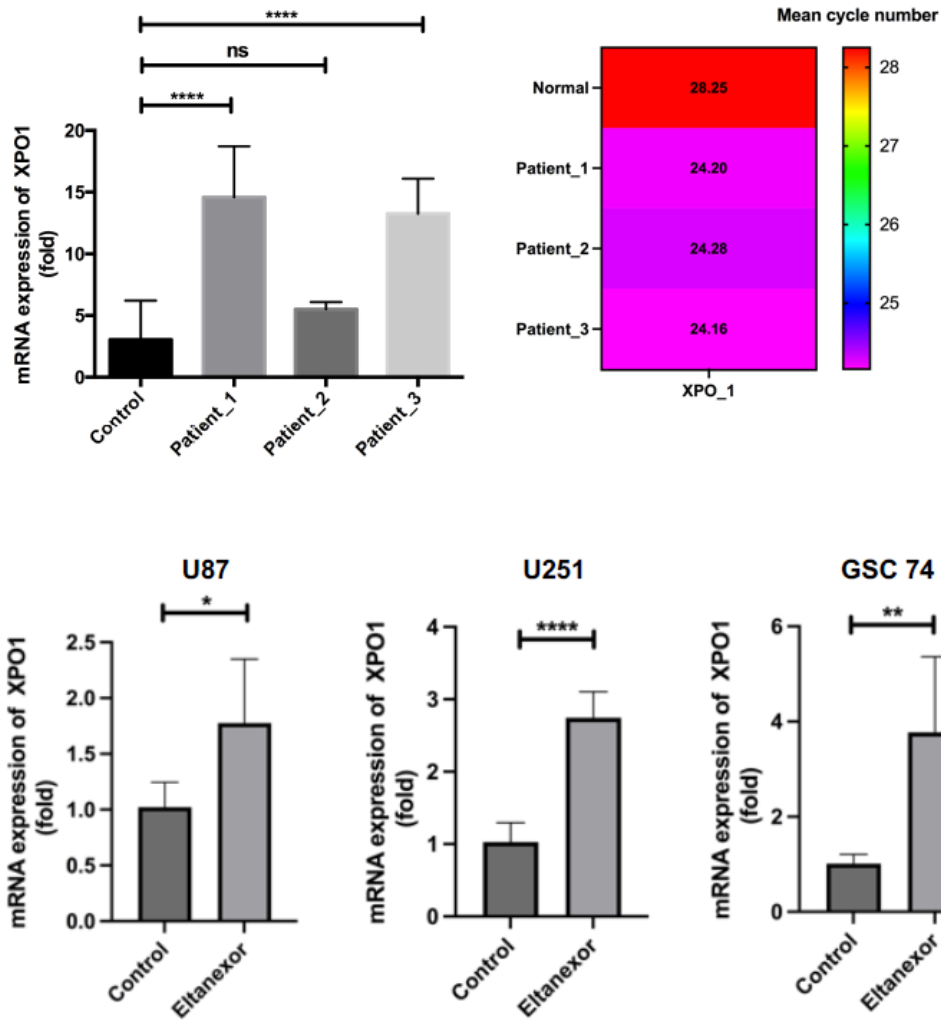 ****
ns
****
mRNA expression of XPO1
(fold)
20
15
10
5
0
Control
Patient_1
Patient_2
Patient_3
Mean cycle number
Normal
28.25
Patient_1
24.20
Patient_2
24.28
Patient_3
24.16
XPO_1
28
27
26
25
U87
*
mRNA expression of XPO1
(fold)
2.5
2.0
1.5
1.0
0.5
0.0
Control
Eltanexor
U251
****
mRNA expression of XPO1
(fold)
4
3
2
1
0
Control
Eltanexor
GSC 74
**
mRNA expression of XPO1
(fold)
6
4
2
0
Control
Eltanexor